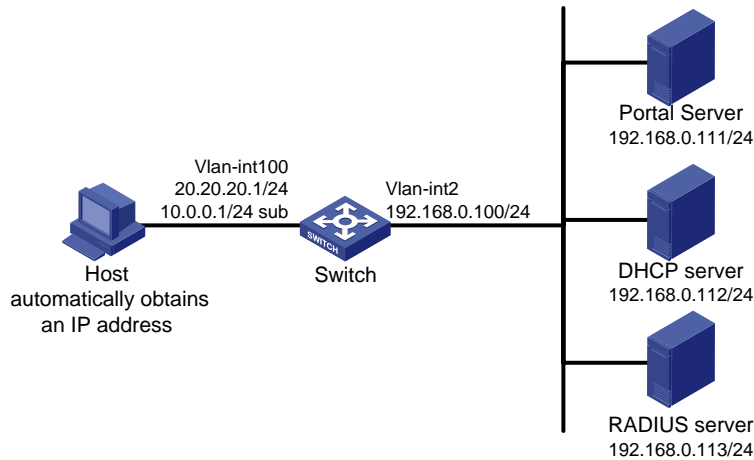 Portal Server
192.168.0.111/24
Vlan-int100
20.20.20.1/24
10.0.0.1/24 sub
Vlan-int2
192.168.0.100/24
SWITCH
Host
automatically obtains
an IP address
Switch
DHCP server
192.168.0.112/24
RADIUS server
192.168.0.113/24